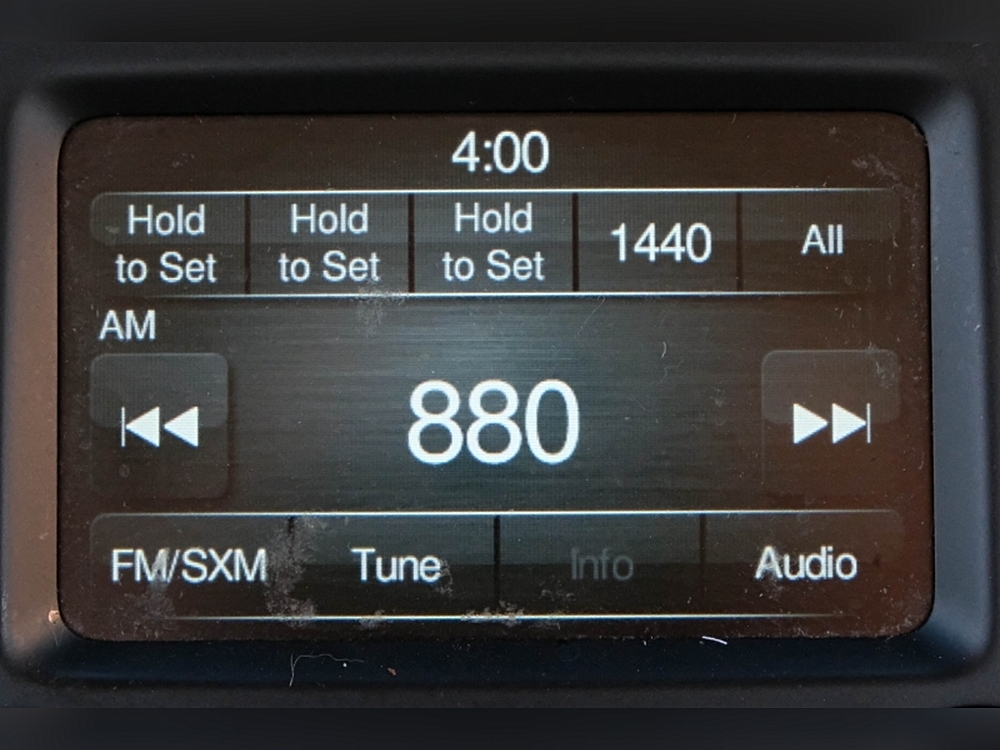 4:00
Hold to Set
Hold to Set
Hold to Set
1440
All
AM
880
FM/SXM
Tune
Info
Audio